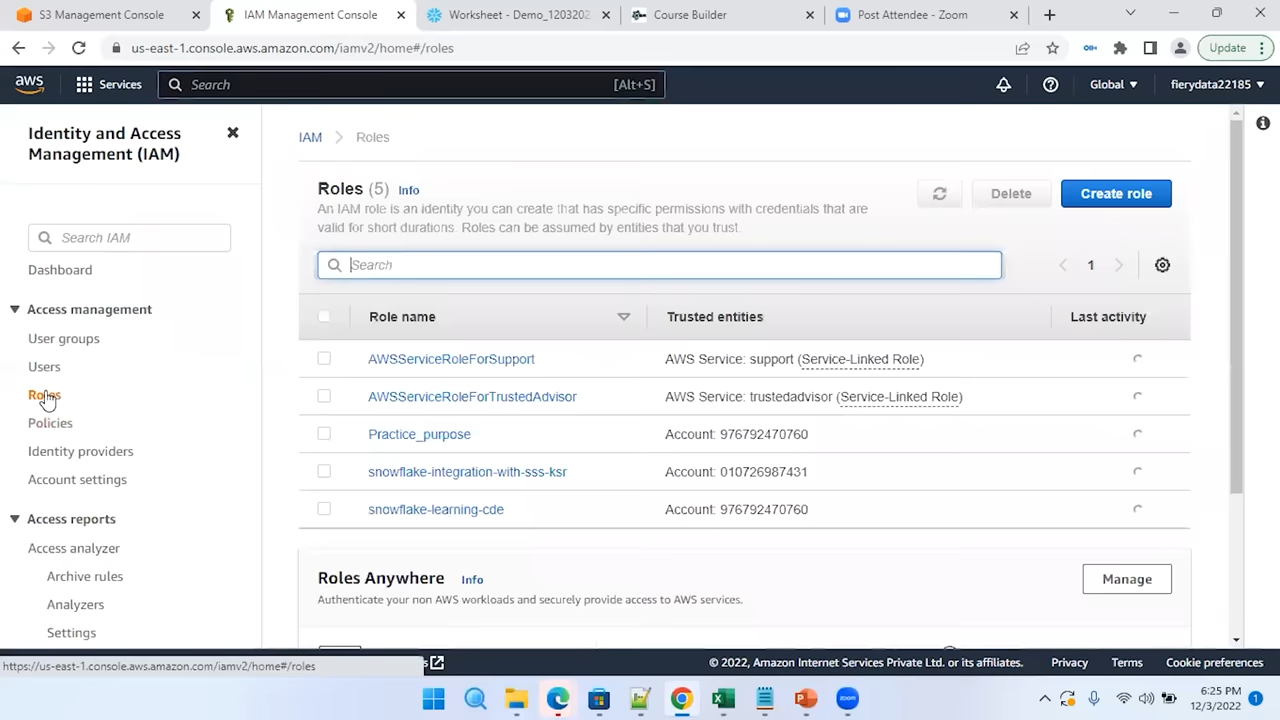 S3 Management Console
IAM Management Console
Worksheet - Demo_1203202
Course Builder
Post Attendee - Zoom
us-east-1.console.aws.amazon.com/iamv2/home#/roles
Update
aws
Services
Search
[Alt+S]
Global
fierydata22185
Identity and Access
Management (IAM)
Search IAM
Dashboard
Access management
User groups
Users
Roles
Policies
Identity providers
Account settings
Access reports
Access analyzer
Archive rules
Analyzers
Settings
IAM
Roles
Roles (5) Info
Delete
Create role
An IAM role is an identity you can create that has specific permissions with credentials that are
valid for short durations. Roles can be assumed by entities that you trust.
Search
1
Role name
Trusted entities
Last activity
AWSServiceRoleForSupport
AWS Service: support (Service-Linked Role)
AWSServiceRoleForTrustedAdvisor
AWS Service: trustedadvisor (Service-Linked Role)
Practice_purpose
Account: 976792470760
snowflake-integration-with-sss-ksr
Account: 010726987431
snowflake-learning-cde
Account: 976792470760
Roles Anywhere Info
Manage
Authenticate your non AWS workloads and securely provide access to AWS services.
https://us-east-1.console.aws.amazon.com/iamv2/home#/roles
© 2022, Amazon Internet Services Private Ltd. or its affiliates.
Privacy
Terms
Cookie preferences
6:25 PM
12/3/2022
1